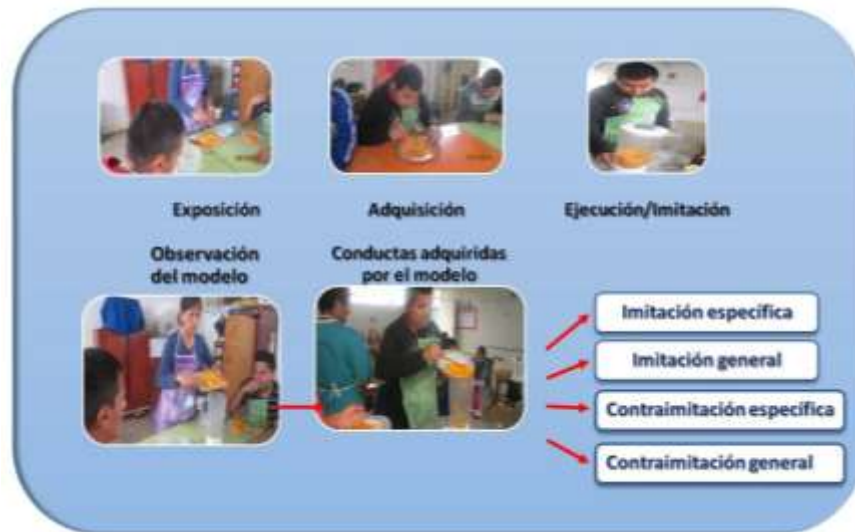 Exposición
Adquisición
Ejecución/Imitación
Observación
del modelo
Conductas adquiridas
por el modelo
Imitación específica
Imitación general
Contraimitación específica
Contraimitación general